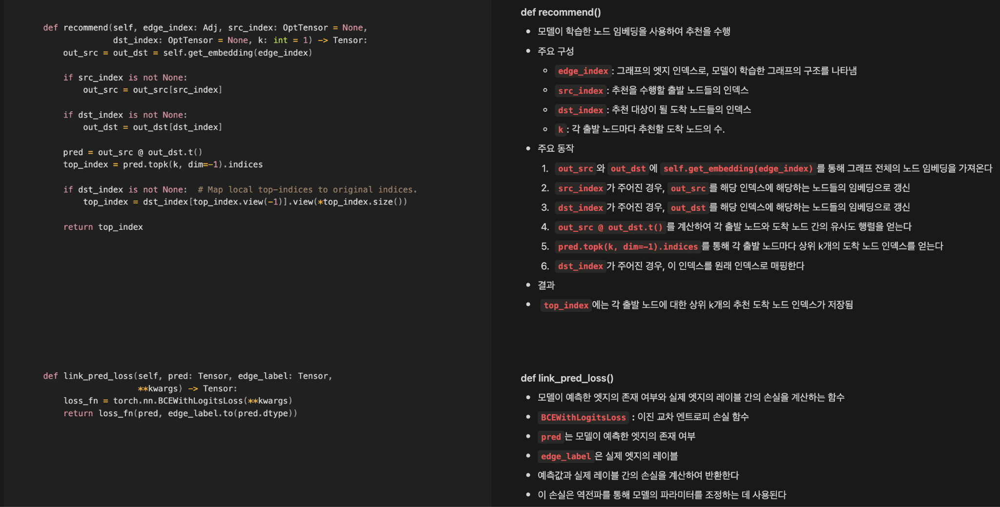 def recommend(self, edge_index: Adj, src_index: OptTensor = None,
              dst_index: OptTensor = None, k: int = 1) -> Tensor:
    out_src = out_dst = self.get_embedding(edge_index)
    if src_index is not None:
        out_src = out_src[src_index]
    if dst_index is not None:
        out_dst = out_dst[dst_index]
    pred = out_src @ out_dst.t()
    top_index = pred.topk(k, dim=-1).indices
    if dst_index is not None:  # Map local top-indices to original indices.
        top_index = dst_index[top_index.view(-1)].view(*top_index.size())
    return top_index
def recommend()
• 모델이 학습한 노드 임베딩을 사용하여 추천을 수행
• 주요 구성
◦ edge_index : 그래프의 엣지 인덱스로, 모델이 학습한 그래프의 구조를 나타냄
◦ src_index : 추천을 수행할 출발 노드들의 인덱스
◦ dst_index : 추천 대상이 될 도착 노드들의 인덱스
◦ k : 각 출발 노드마다 추천할 도착 노드의 수.
• 주요 동작
1. out_src 와 out_dst 에 self.get_embedding(edge_index) 를 통해 그래프 전체의 노드 임베딩을 가져온다
2. src_index 가 주어진 경우, out_src 를 해당 인덱스에 해당하는 노드들의 임베딩으로 갱신
3. dst_index 가 주어진 경우, out_dst 를 해당 인덱스에 해당하는 노드들의 임베딩으로 갱신
4. out_src @ out_dst.t() 를 계산하여 각 출발 노드와 도착 노드 간의 유사도 행렬을 얻는다
5. pred.topk(k, dim=-1).indices 를 통해 각 출발 노드마다 상위 k개의 도착 노드 인덱스를 얻는다
6. dst_index 가 주어진 경우, 이 인덱스를 원래 인덱스로 매핑한다
• 결과
• top_index 에는 각 출발 노드에 대한 상위 k개의 추천 도착 노드 인덱스가 저장됨
def link_pred_loss(self, pred: Tensor, edge_label: Tensor,
                   **kwargs) -> Tensor:
    loss_fn = torch.nn.BCEWithLogitsLoss(**kwargs)
    return loss_fn(pred, edge_label.to(pred.dtype))
def link_pred_loss()
• 모델이 예측한 엣지의 존재 여부와 실제 엣지의 레이블 간의 손실을 계산하는 함수
• BCEWithLogitsLoss : 이진 교차 엔트로피 손실 함수
• pred 는 모델이 예측한 엣지의 존재 여부
• edge_label 은 실제 엣지의 레이블
• 예측값과 실제 레이블 간의 손실을 계산하여 반환한다
• 이 손실은 역전파를 통해 모델의 파라미터를 조정하는 데 사용된다